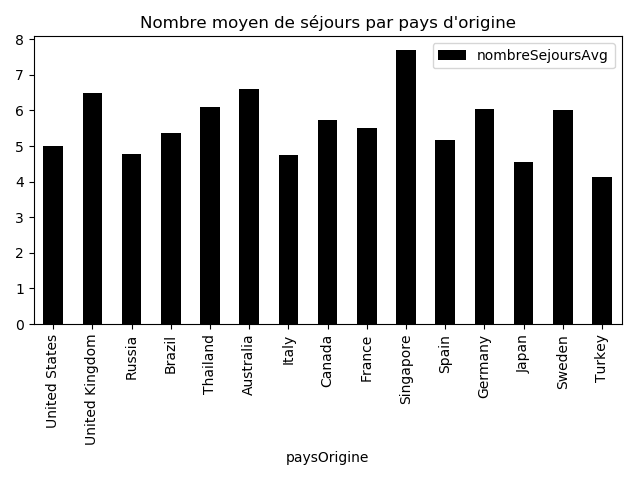 Nombre moyen de séjours par pays d'origine
nombreSejoursAvg
8
7
6
5
4
3
2
1
0
United States
United Kingdom
Russia
Brazil
Thailand
Australia
Italy
Canada
France
Singapore
Spain
Germany
Japan
Sweden
Turkey
paysOrigine